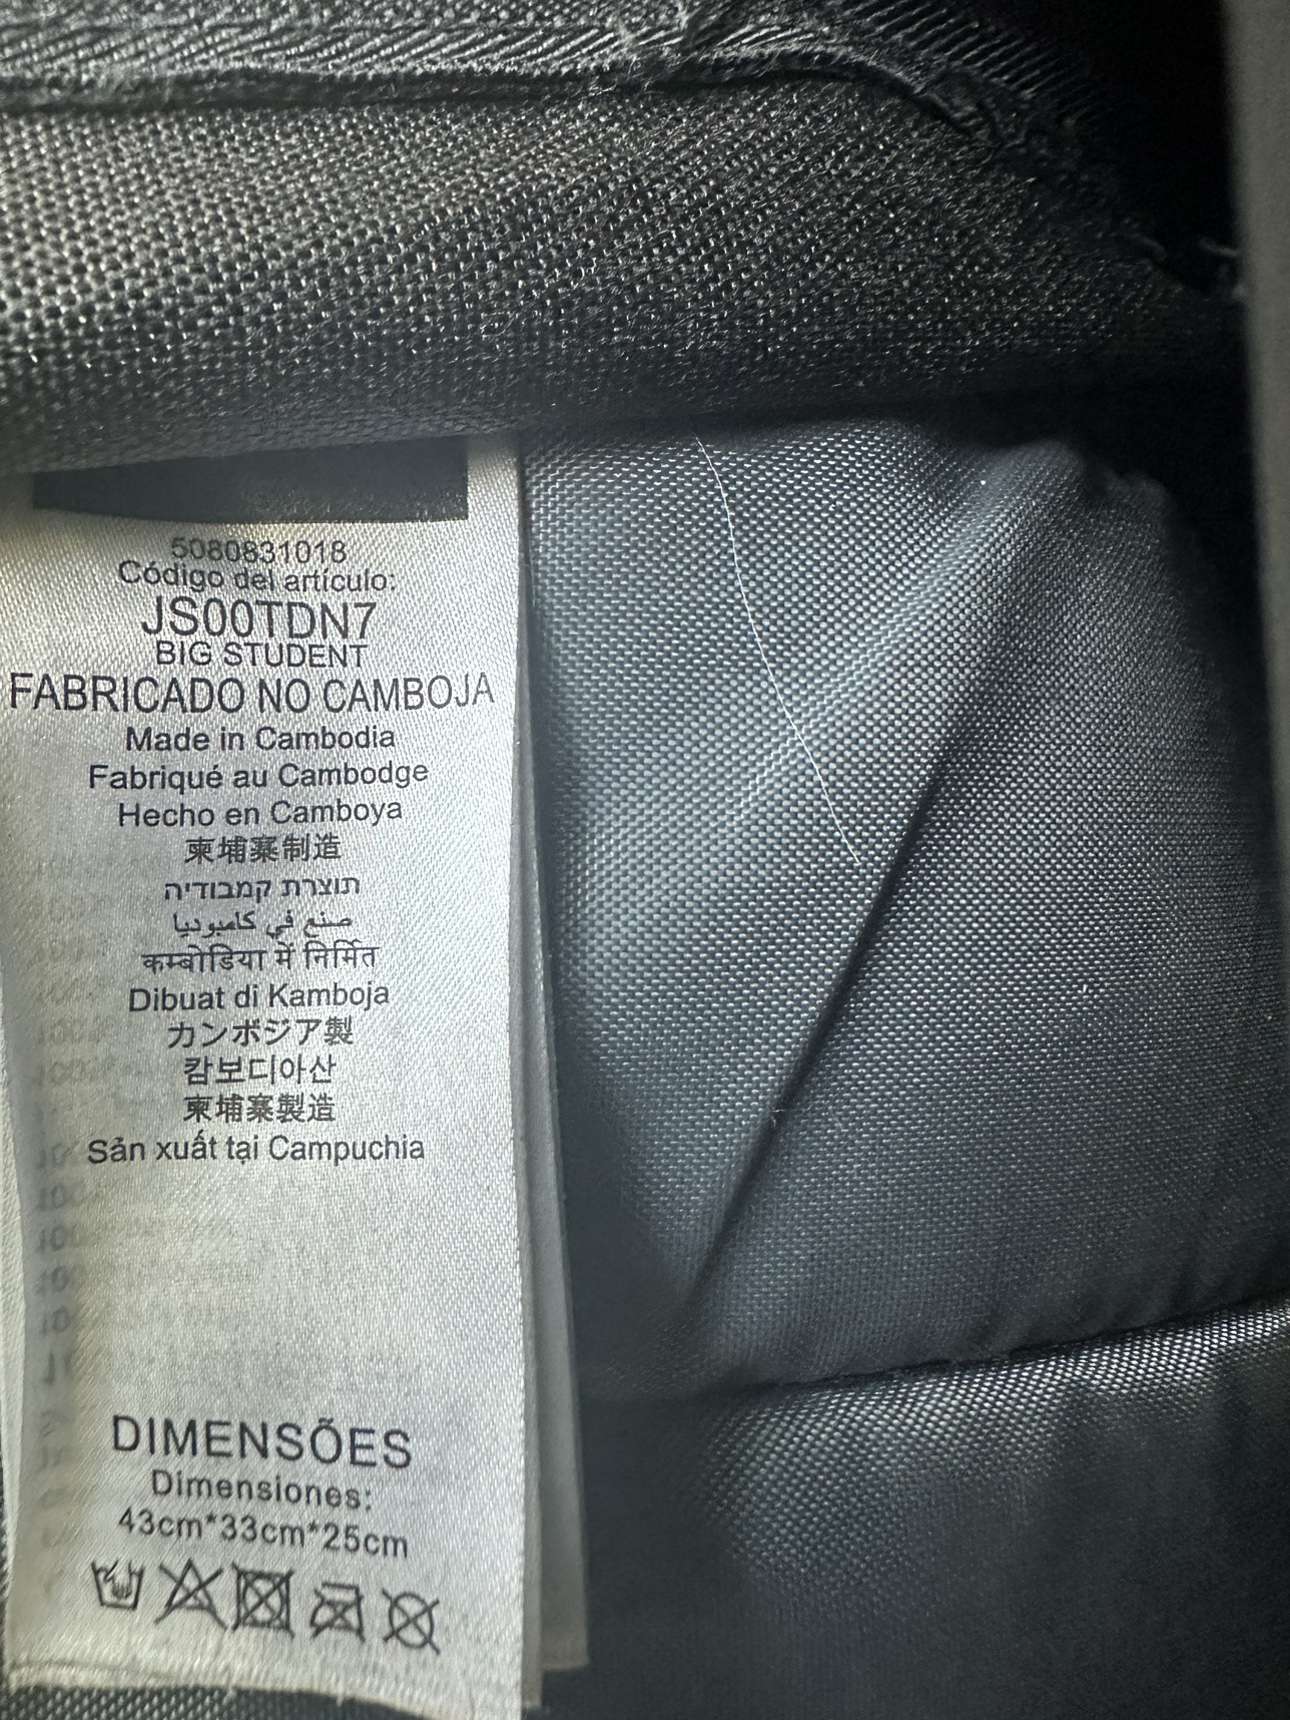 5080831018
Código del artículo:
JS00TDN7
BIG STUDENT
FABRICADO NO CAMBOJA
Made in Cambodia
Fabriqué au Cambodge
Hecho en Camboya
柬埔寨制造
תוצרת קמבודיה
صنع في كامبوديا
कम्बोडिया में निर्मित
Dibuat di Kamboja
カンボジア製
캄보디아산
柬埔寨製造
Sản xuất tại Campuchia
DIMENSÕES
Dimensiones:
43cm*33cm*25cm